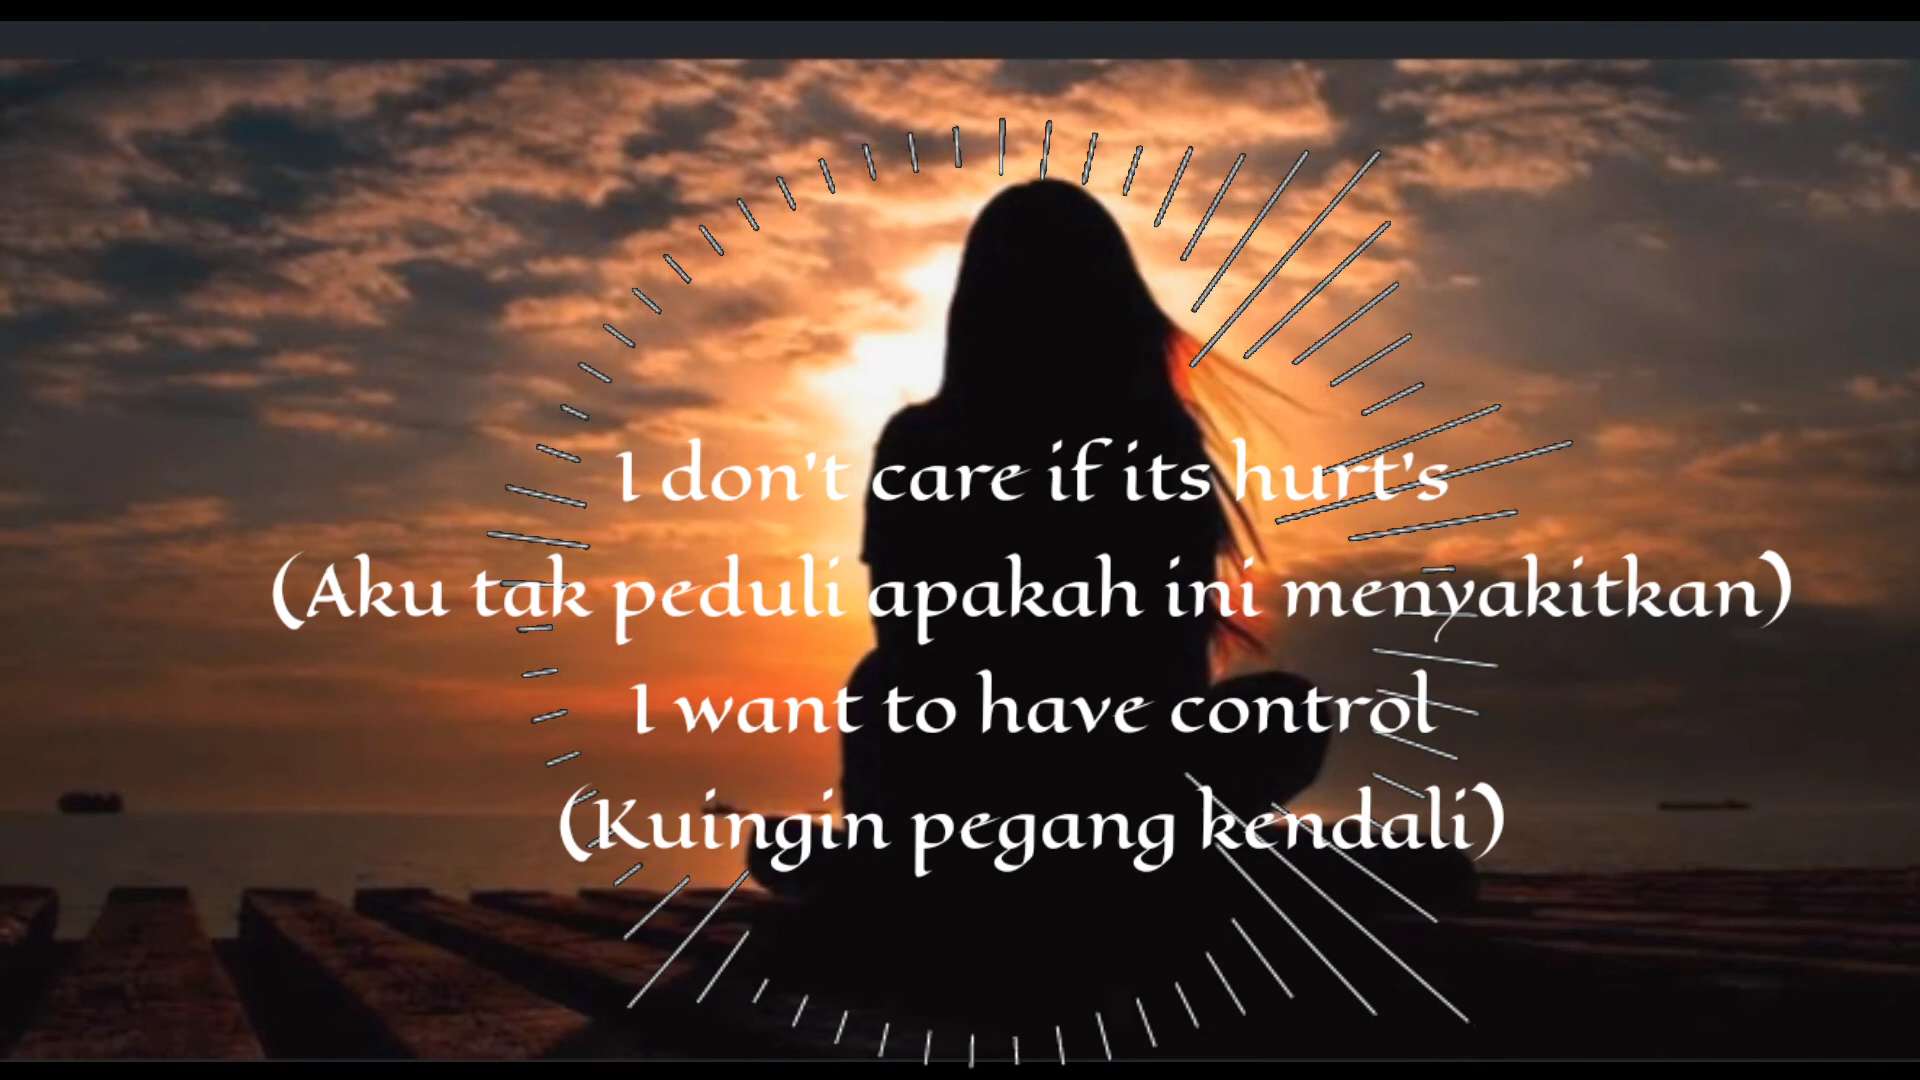 I don't care if its hurt's
(Aku tak peduli apakah ini menyakitkan)
I want to have control
(Kuingin pegang kendali)